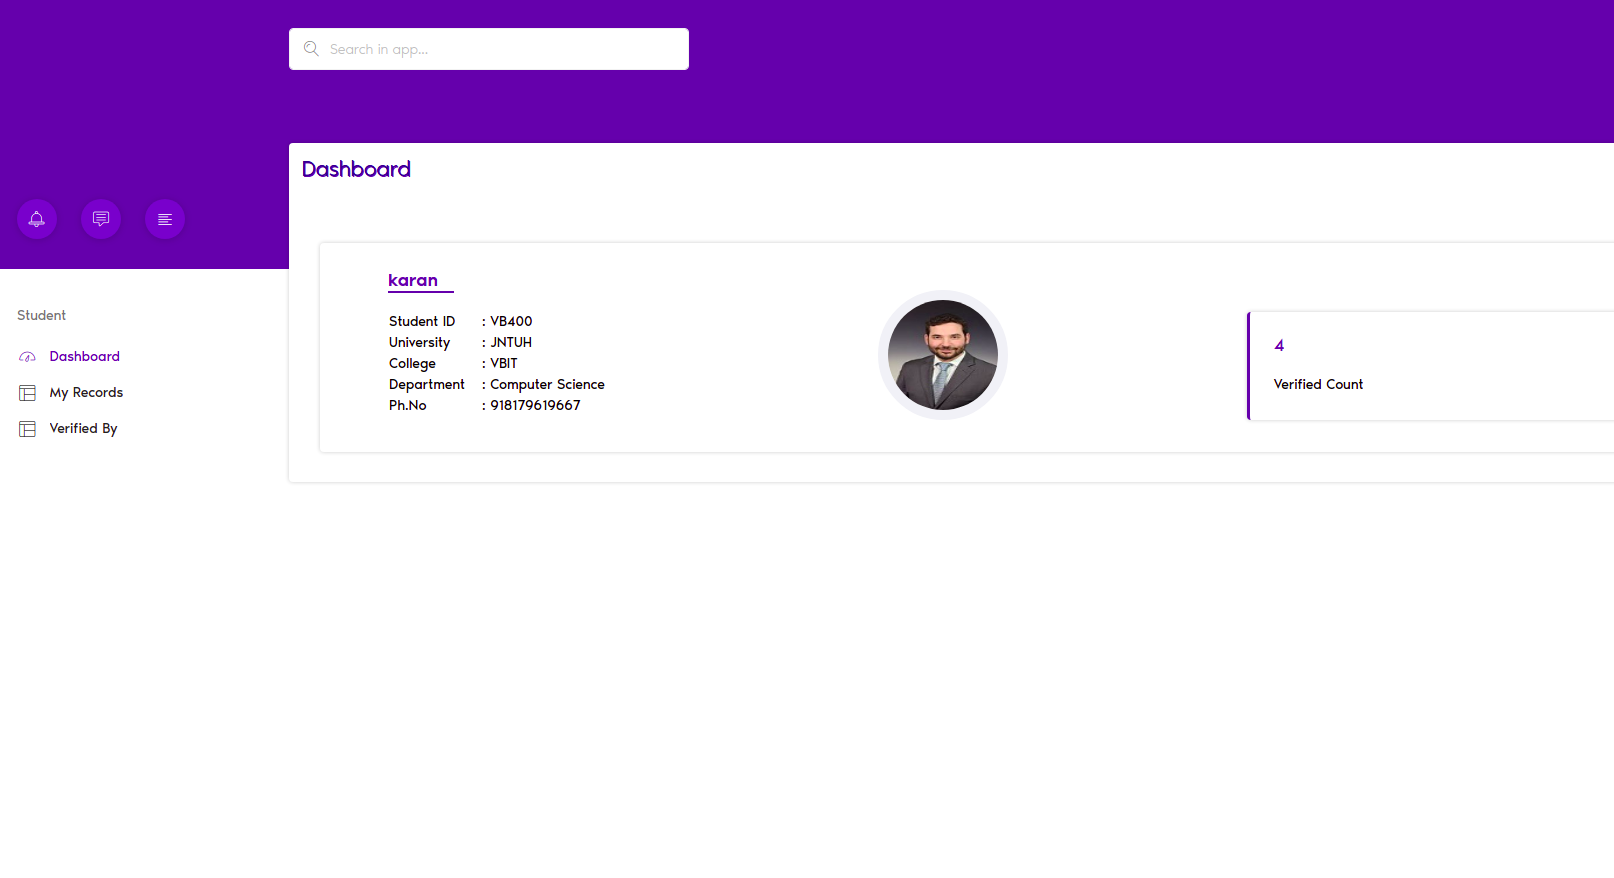 Search in app...
Dashboard
Student
Dashboard
My Records
Verified By
karan
Student ID : VB400
University : JNTUH
College : VBIT
Department : Computer Science
Ph.No : 918179619667
4
Verified Count